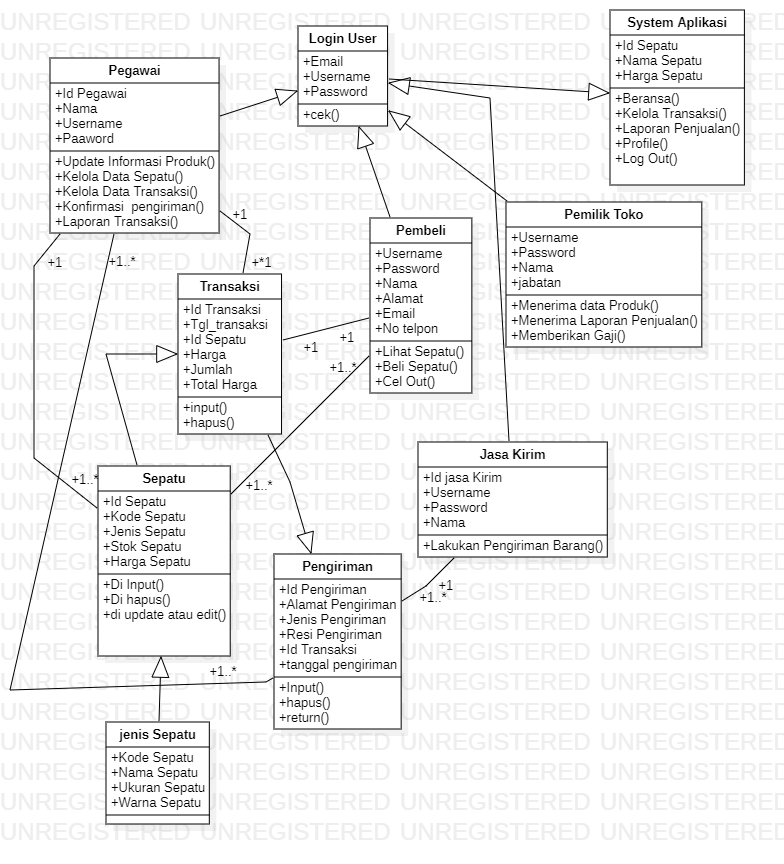 Login User
+Email
+Username
+Password
+cek()
System Aplikasi
+Id Sepatu
+Nama Sepatu
+Harga Sepatu
+Beransa()
+Kelola Transaksi()
+Laporan Penjualan()
+Profile()
+Log Out()
Pegawai
+Id Pegawai
+Nama
+Username
+Paaword
+Update Informasi Produk()
+Kelola Data Sepatu()
+Kelola Data Transaksi()
+Konfirmasi  pengiriman()
+Laporan Transaksi()
Pemilik Toko
+Username
+Password
+Nama
+jabatan
+Menerima data Produk()
+Menerima Laporan Penjualan()
+Memberikan Gaji()
Pembeli
+Username
+Password
+Nama
+Alamat
+Email
+No telpon
+Lihat Sepatu()
+Beli Sepatu()
+Cel Out()
+1
+1
+1..*
+*1
Transaksi
+Id Transaksi
+Tgl_transaksi
+Id Sepatu
+Harga
+Jumlah
+Total Harga
+input()
+hapus()
+1
+1
+1..*
Jasa Kirim
+Id jasa Kirim
+Username
+Password
+Nama
+Lakukan Pengiriman Barang()
+1..*
+1..*
Sepatu
+Id Sepatu
+Kode Sepatu
+Jenis Sepatu
+Stok Sepatu
+Harga Sepatu
+Di Input()
+Di hapus()
+di update atau edit()
Pengiriman
+Id Pengiriman
+Alamat Pengiriman
+Jenis Pengiriman
+Resi Pengiriman
+Id Transaksi
+tanggal pengiriman
+Input()
+hapus()
+return()
+1
+1..*
+1..*
jenis Sepatu
+Kode Sepatu
+Nama Sepatu
+Ukuran Sepatu
+Warna Sepatu
UNREGISTERED UNREGISTERED UNREGISTERED UNREGISTERED